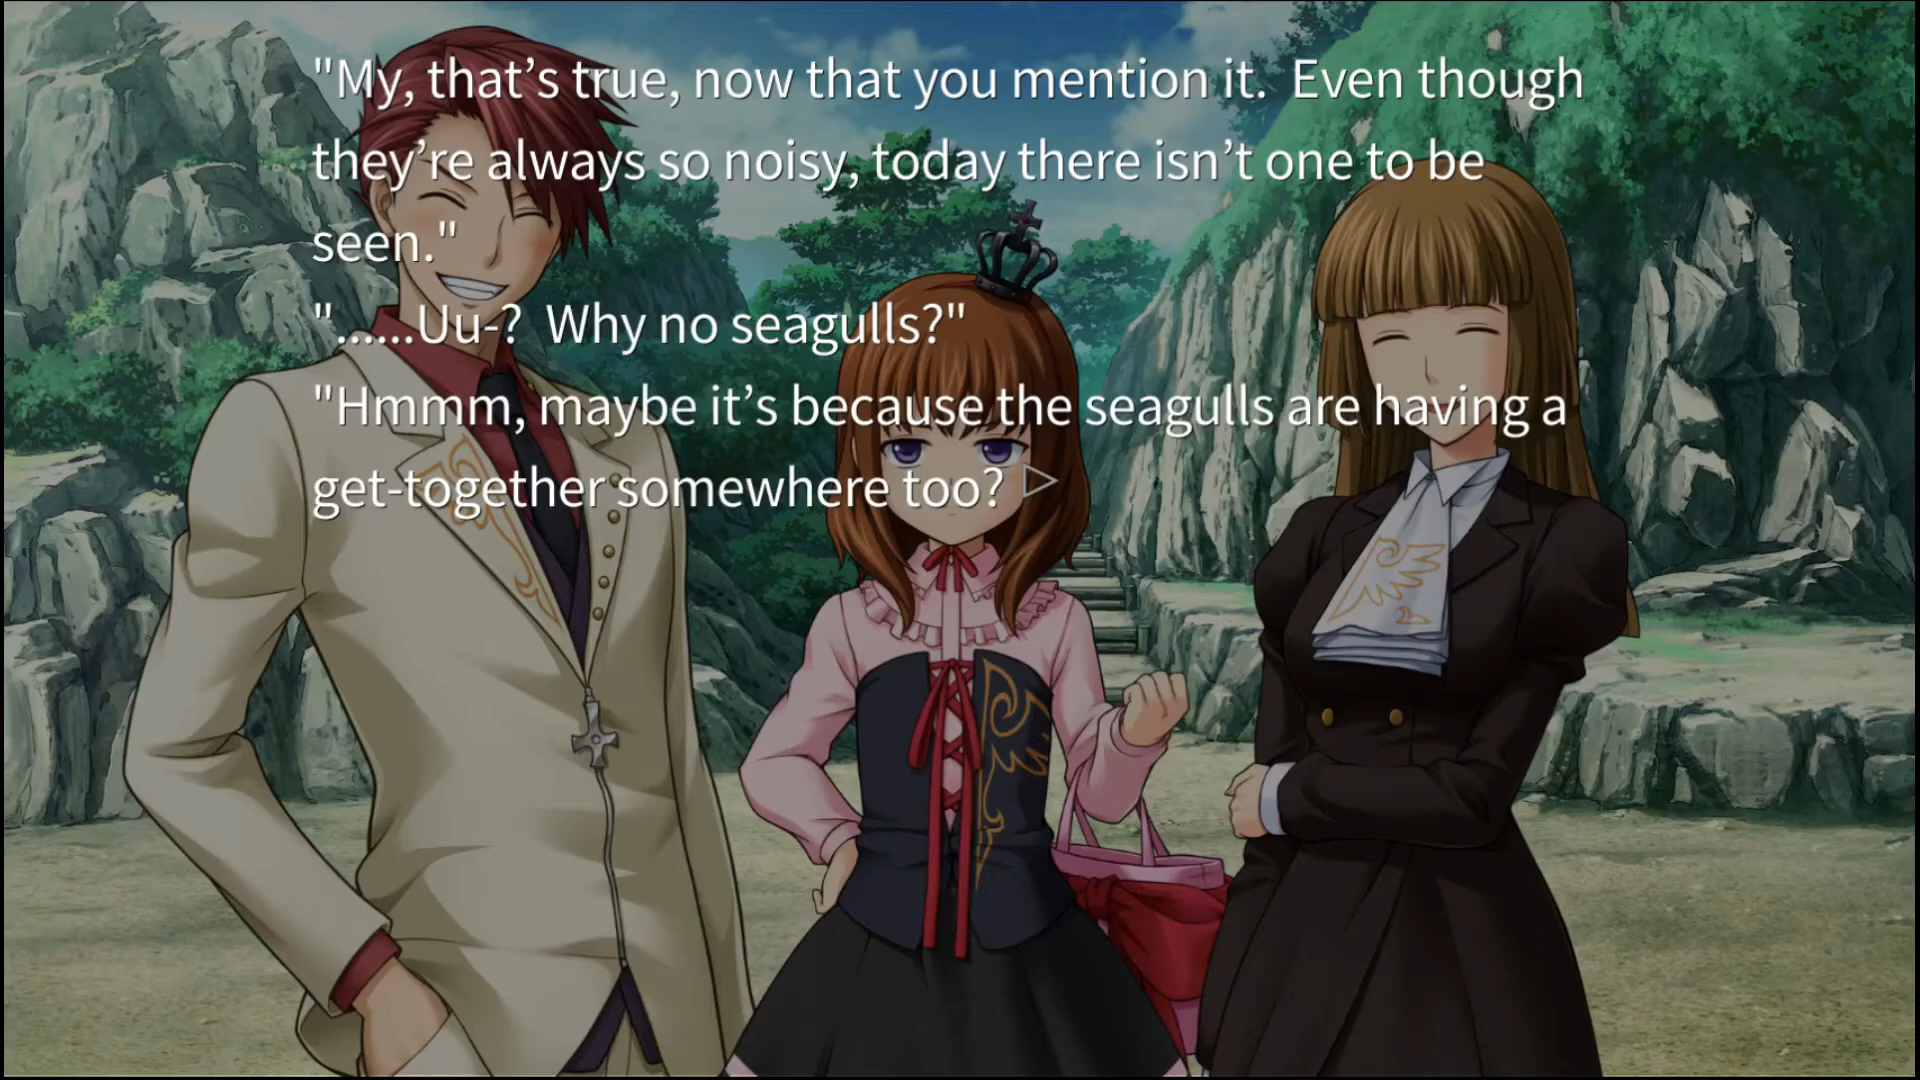 "My, that’s true, now that you mention it.  Even though
they’re always so noisy, today there isn’t one to be
seen."
"......Uu-?  Why no seagulls?"
"Hmmm, maybe it’s because the seagulls are having a
get-together somewhere too?